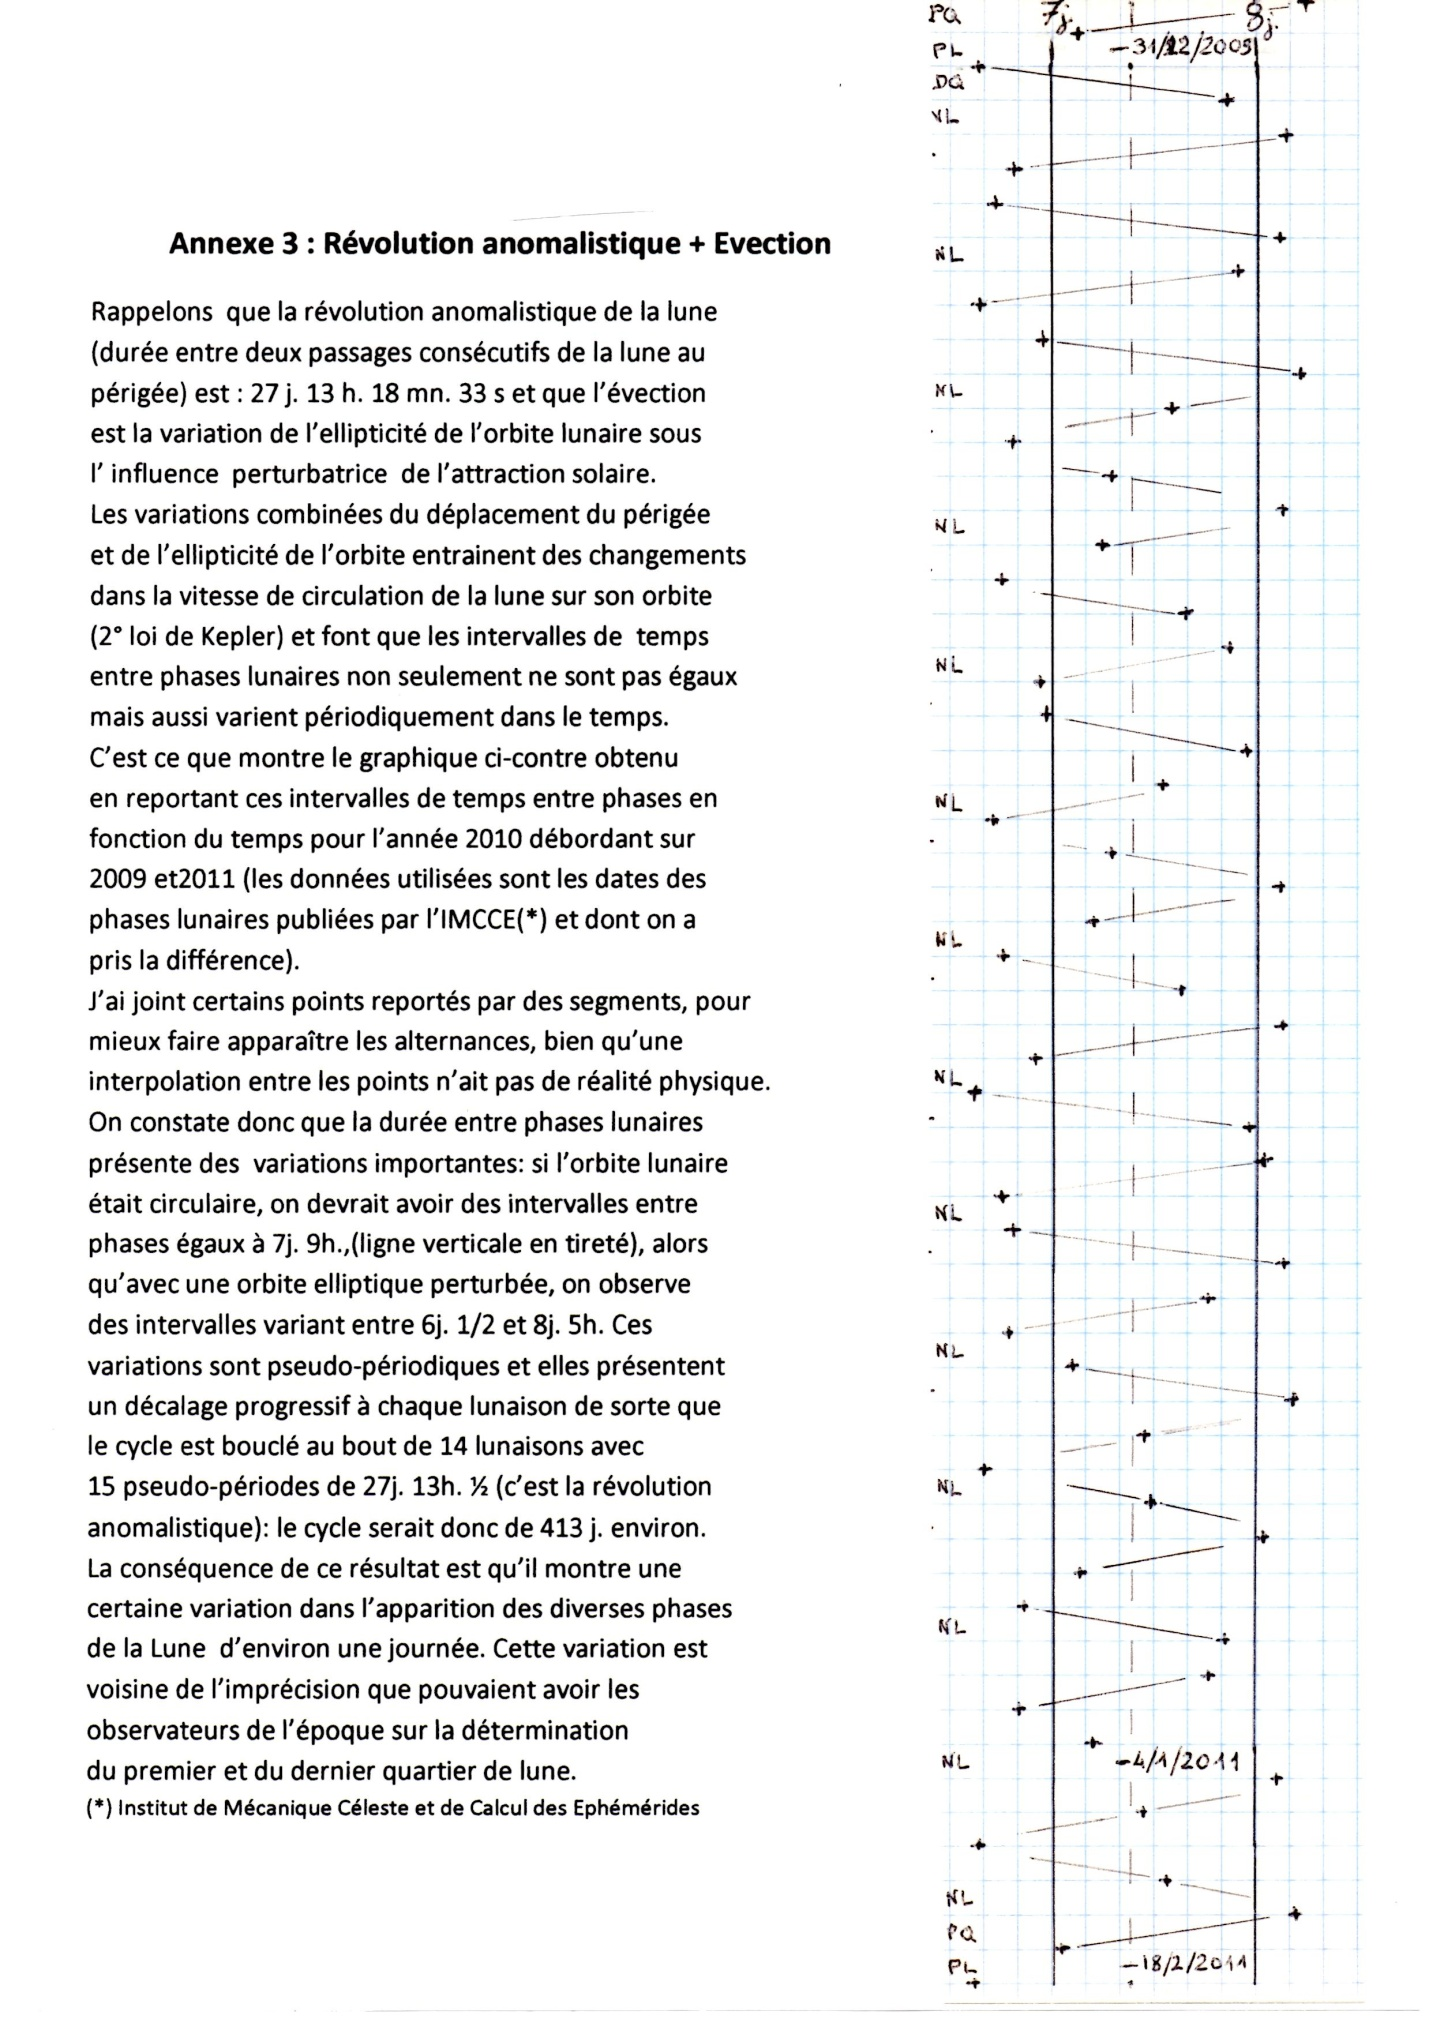 Annexe 3 : Révolution anomalistique + Evection
Rappelons que la révolution anomalistique de la lune
(durée entre deux passages consécutifs de la lune au
périgée) est : 27 j. 13 h. 18 mn. 33 s et que l’évection
est la variation de l’ellipticité de l’orbite lunaire sous
l’ influence perturbatrice de l’attraction solaire.
Les variations combinées du déplacement du périgée
et de l’ellipticité de l’orbite entrainent des changements
dans la vitesse de circulation de la lune sur son orbite
(2° loi de Kepler) et font que les intervalles de temps
entre phases lunaires non seulement ne sont pas égaux
mais aussi varient périodiquement dans le temps.
C’est ce que montre le graphique ci-contre obtenu
en reportant ces intervalles de temps entre phases en
fonction du temps pour l’année 2010 débordant sur
2009 et2011 (les données utilisées sont les dates des
phases lunaires publiées par l’IMCCE(*) et dont on a
pris la différence).
J’ai joint certains points reportés par des segments, pour
mieux faire apparaître les alternances, bien qu’une
interpolation entre les points n’ait pas de réalité physique.
On constate donc que la durée entre phases lunaires
présente des variations importantes: si l’orbite lunaire
était circulaire, on devrait avoir des intervalles entre
phases égaux à 7j. 9h.,(ligne verticale en tireté), alors
qu’avec une orbite elliptique perturbée, on observe
des intervalles variant entre 6j. 1/2 et 8j. 5h. Ces
variations sont pseudo-périodiques et elles présentent
un décalage progressif à chaque lunaison de sorte que
le cycle est bouclé au bout de 14 lunaisons avec
15 pseudo-périodes de 27j. 13h. ½ (c’est la révolution
anomalistique): le cycle serait donc de 413 j. environ.
La conséquence de ce résultat est qu’il montre une
certaine variation dans l’apparition des diverses phases
de la Lune d’environ une journée. Cette variation est
voisine de l’imprécision que pouvaient avoir les
observateurs de l’époque sur la détermination
du premier et du dernier quartier de lune.
(*) Institut de Mécanique Céleste et de Calcul des Ephémérides
PQ 7j. 8j.
PL 31/12/2009
DQ
NL
NL
NL
NL
NL
NL
NL
NL
NL
NL
NL
NL
NL 4/1/2011
NL
PQ
PL 18/2/2011